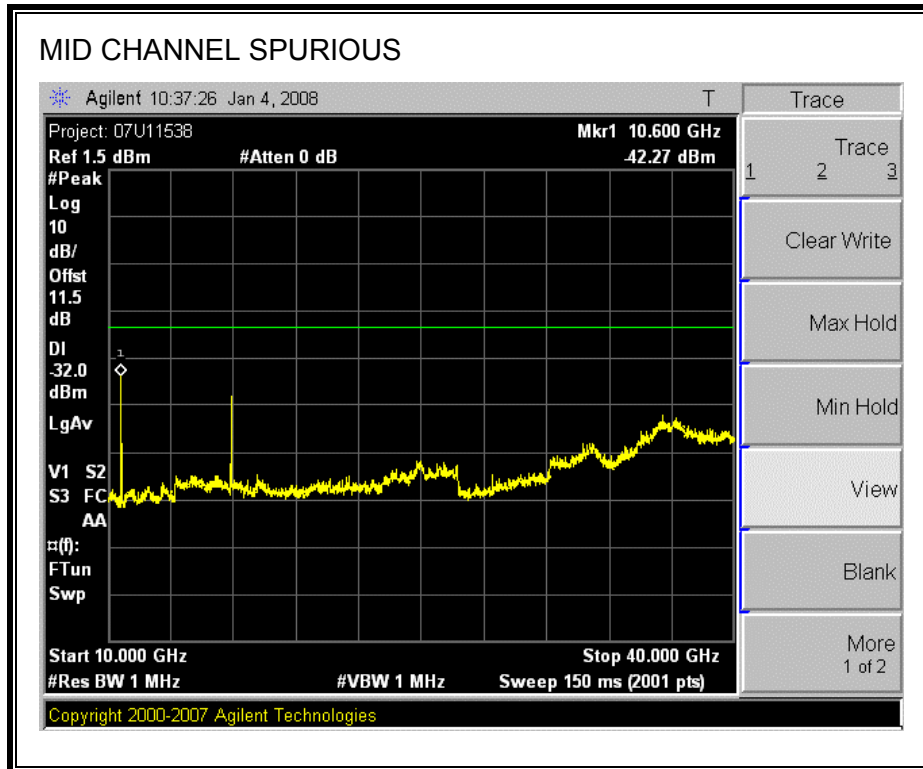 MID CHANNEL SPURIOUS
Agilent 10:37:26 Jan 4, 2008 T
Project: 07U11538 Mkr1 10.600 GHz
Ref 1.5 dBm #Atten 0 dB -42.27 dBm
#Peak
Log
10
dB/
Offst
11.5
dB
DI
-32.0
dBm
LgAv
V1 S2
S3 FC
AA
¤(f):
FTun
Swp
1
Start 10.000 GHz Stop 40.000 GHz
#Res BW 1 MHz #VBW 1 MHz Sweep 150 ms (2001 pts)
Copyright 2000-2007 Agilent Technologies
Trace
Trace
1 2 3
Clear Write
Max Hold
Min Hold
View
Blank
More
1 of 2